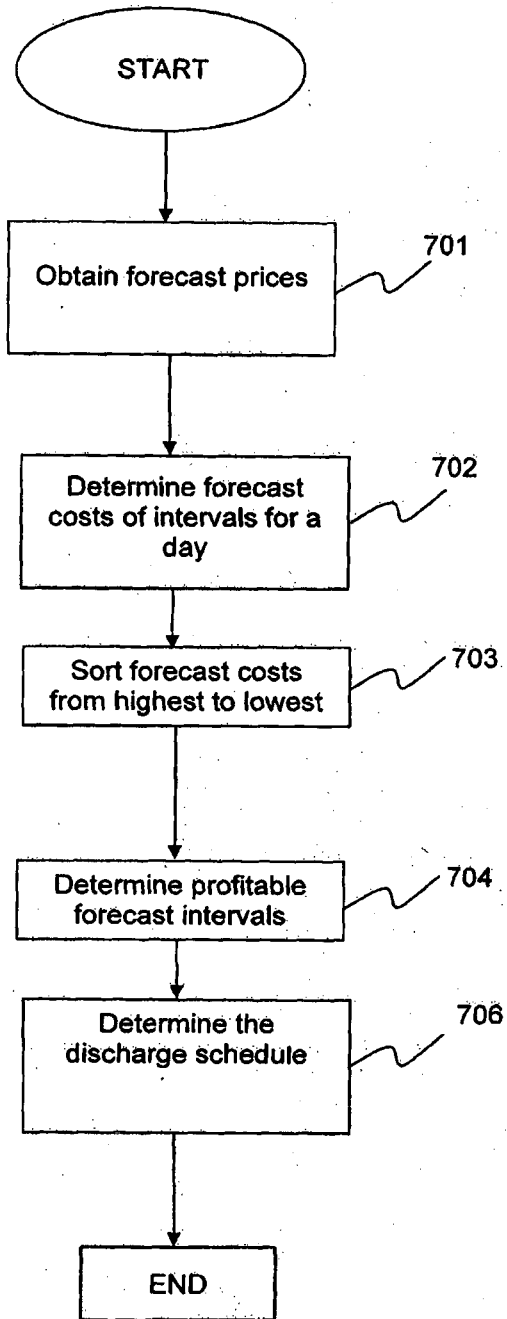 START
701
Obtain forecast prices
702
Determine forecast
costs of intervals for a
day
703
Sort forecast costs
from highest to lowest
704
Determine profitable
forecast intervals
706
Determine the
discharge schedule
END